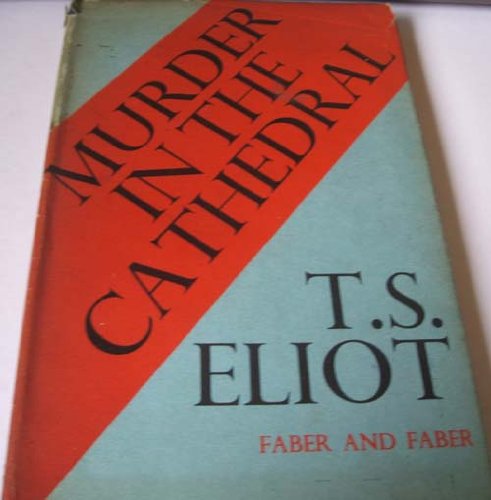 MURDER
IN THE
CATHEDRAL
T.S.
ELIOT
FABER AND FABER